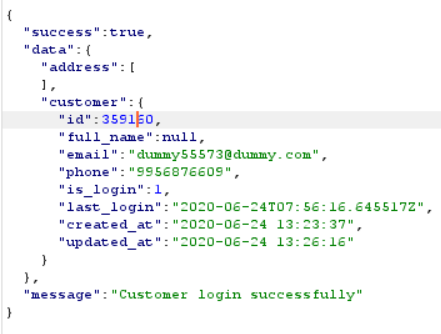 {
"success":true,
"data":{
"address":[
],
"customer":{
"id":359160,
"full_name":null,
"email":"dummy55573@dummy.com",
"phone":"9956876609",
"is_login":1,
"last_login":"2020-06-24T07:56:16.645517Z",
"created_at":"2020-06-24 13:23:37",
"updated_at":"2020-06-24 13:26:16"
}
},
"message":"Customer login successfully"
}